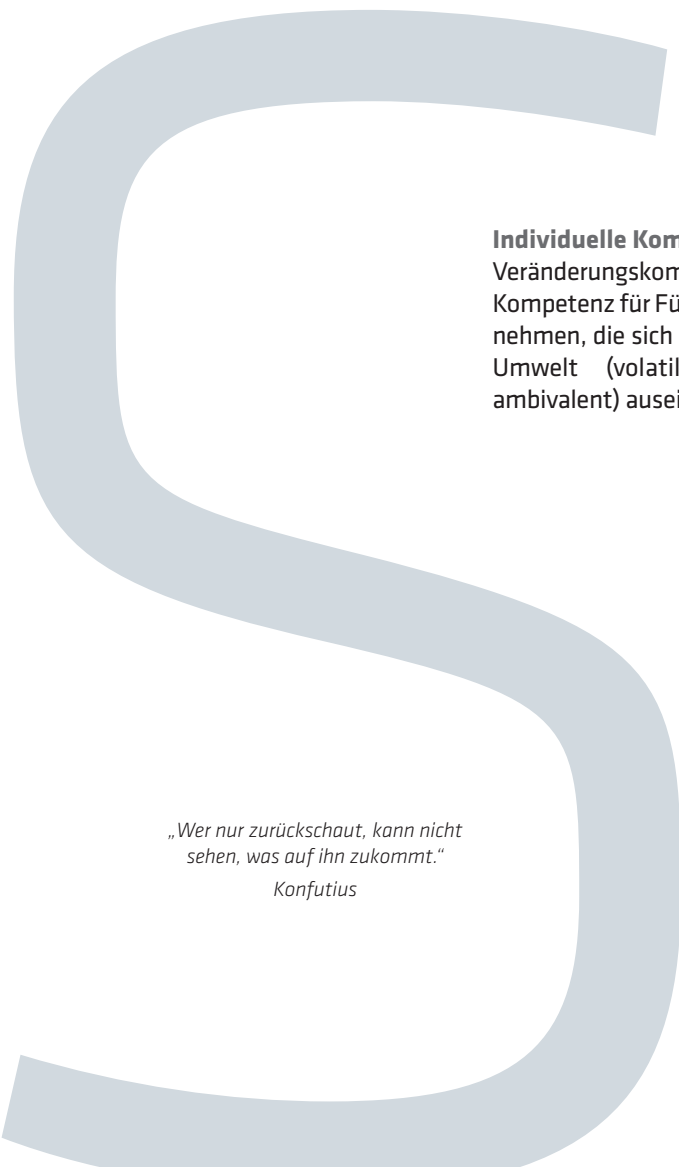 Individuelle Kom
Veränderungskom
Kompetenz für Fü
nehmen, die sich
Umwelt (volatil
ambivalent) ausei
„Wer nur zurückschaut, kann nicht
sehen, was auf ihn zukommt.“
Konfutius